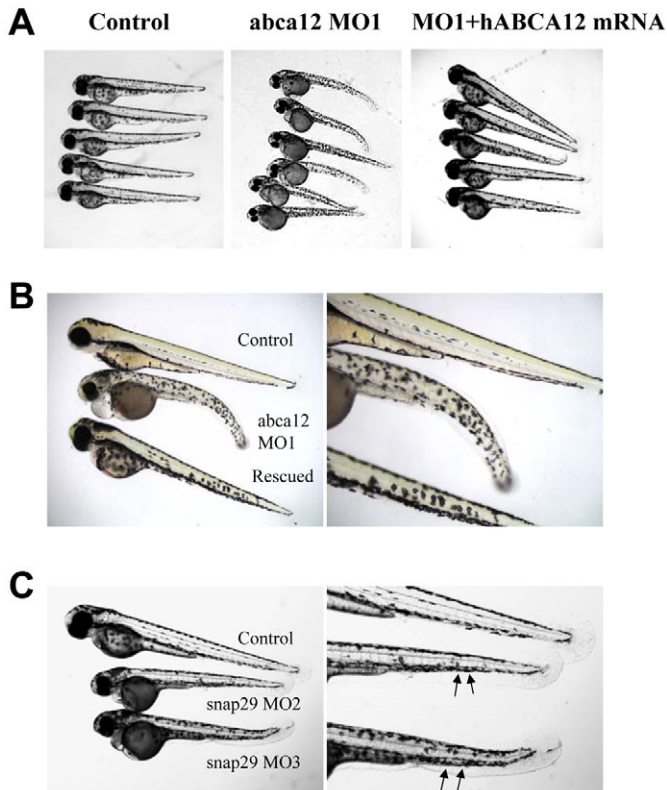 A
Control abca12 MO1 MO1+hABCA12 mRNA
B
Control
abca12
MO1
Rescued
C
Control
snap29 MO2
snap29 MO3